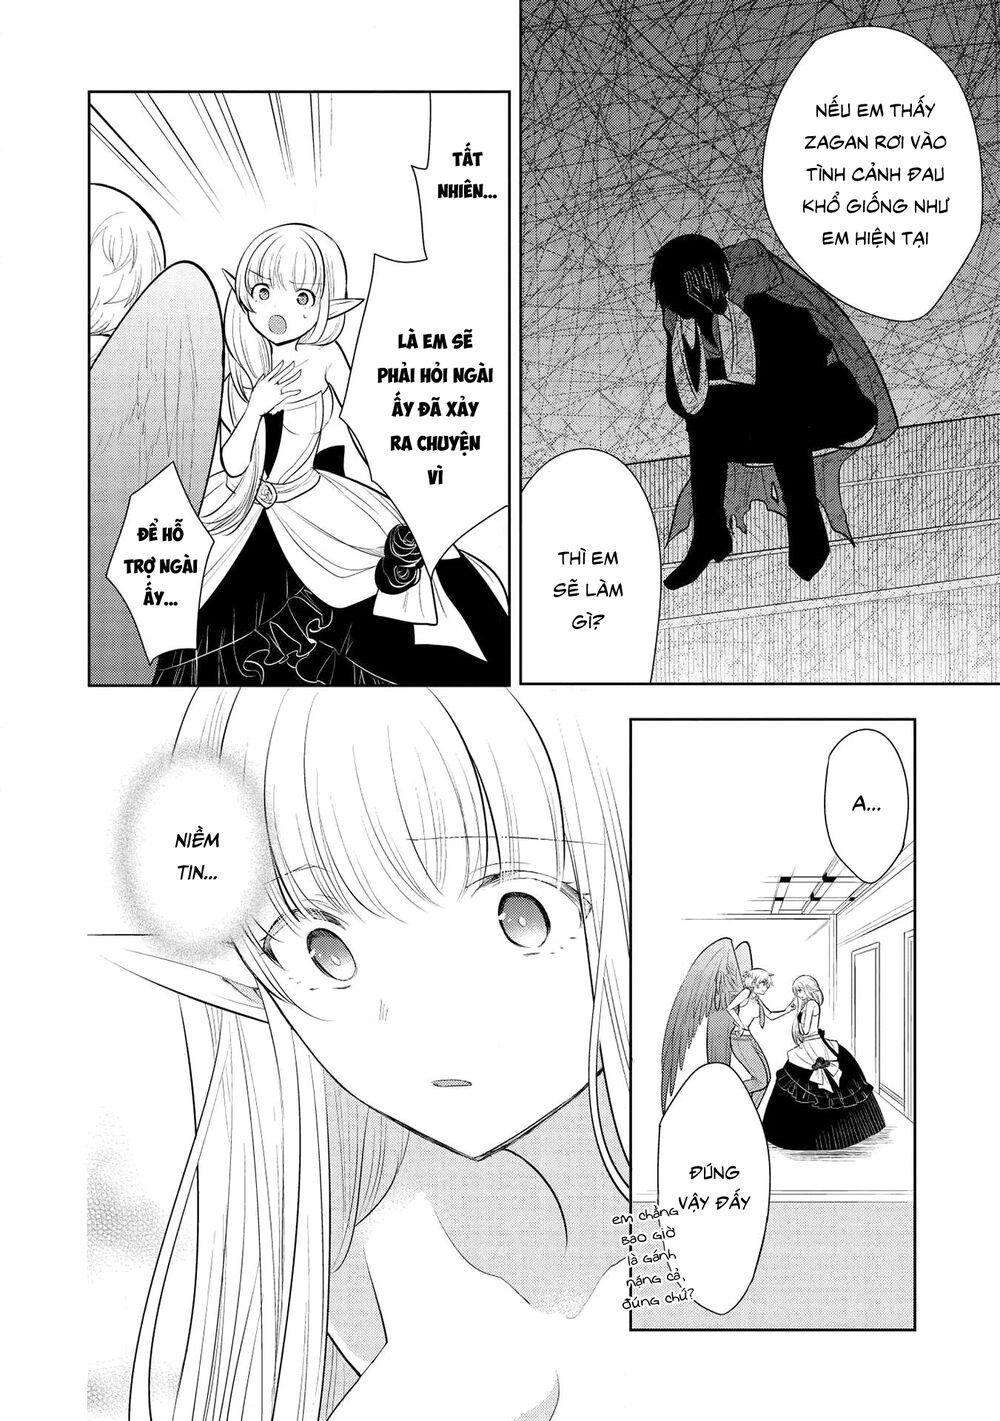 NẾU EM THẤY
ZAGAN RƠI VÀO
TÌNH CẢNH ĐAU
KHỔ GIỐNG NHƯ
EM HIỆN TẠI
THÌ EM
SẼ LÀM
GÌ?
TẤT
NHIÊN...
LÀ EM SẼ
PHẢI HỎI NGÀI
ẤY ĐÃ XẢY
RA CHUYỆN
VÌ
ĐỂ HỖ
TRỢ NGÀI
ẤY...
A...
ĐÚNG
VẬY ĐẤY
em chẳng
bao giờ
là gánh
nặng cả,
đúng chứ?
NIỀM
TIN...